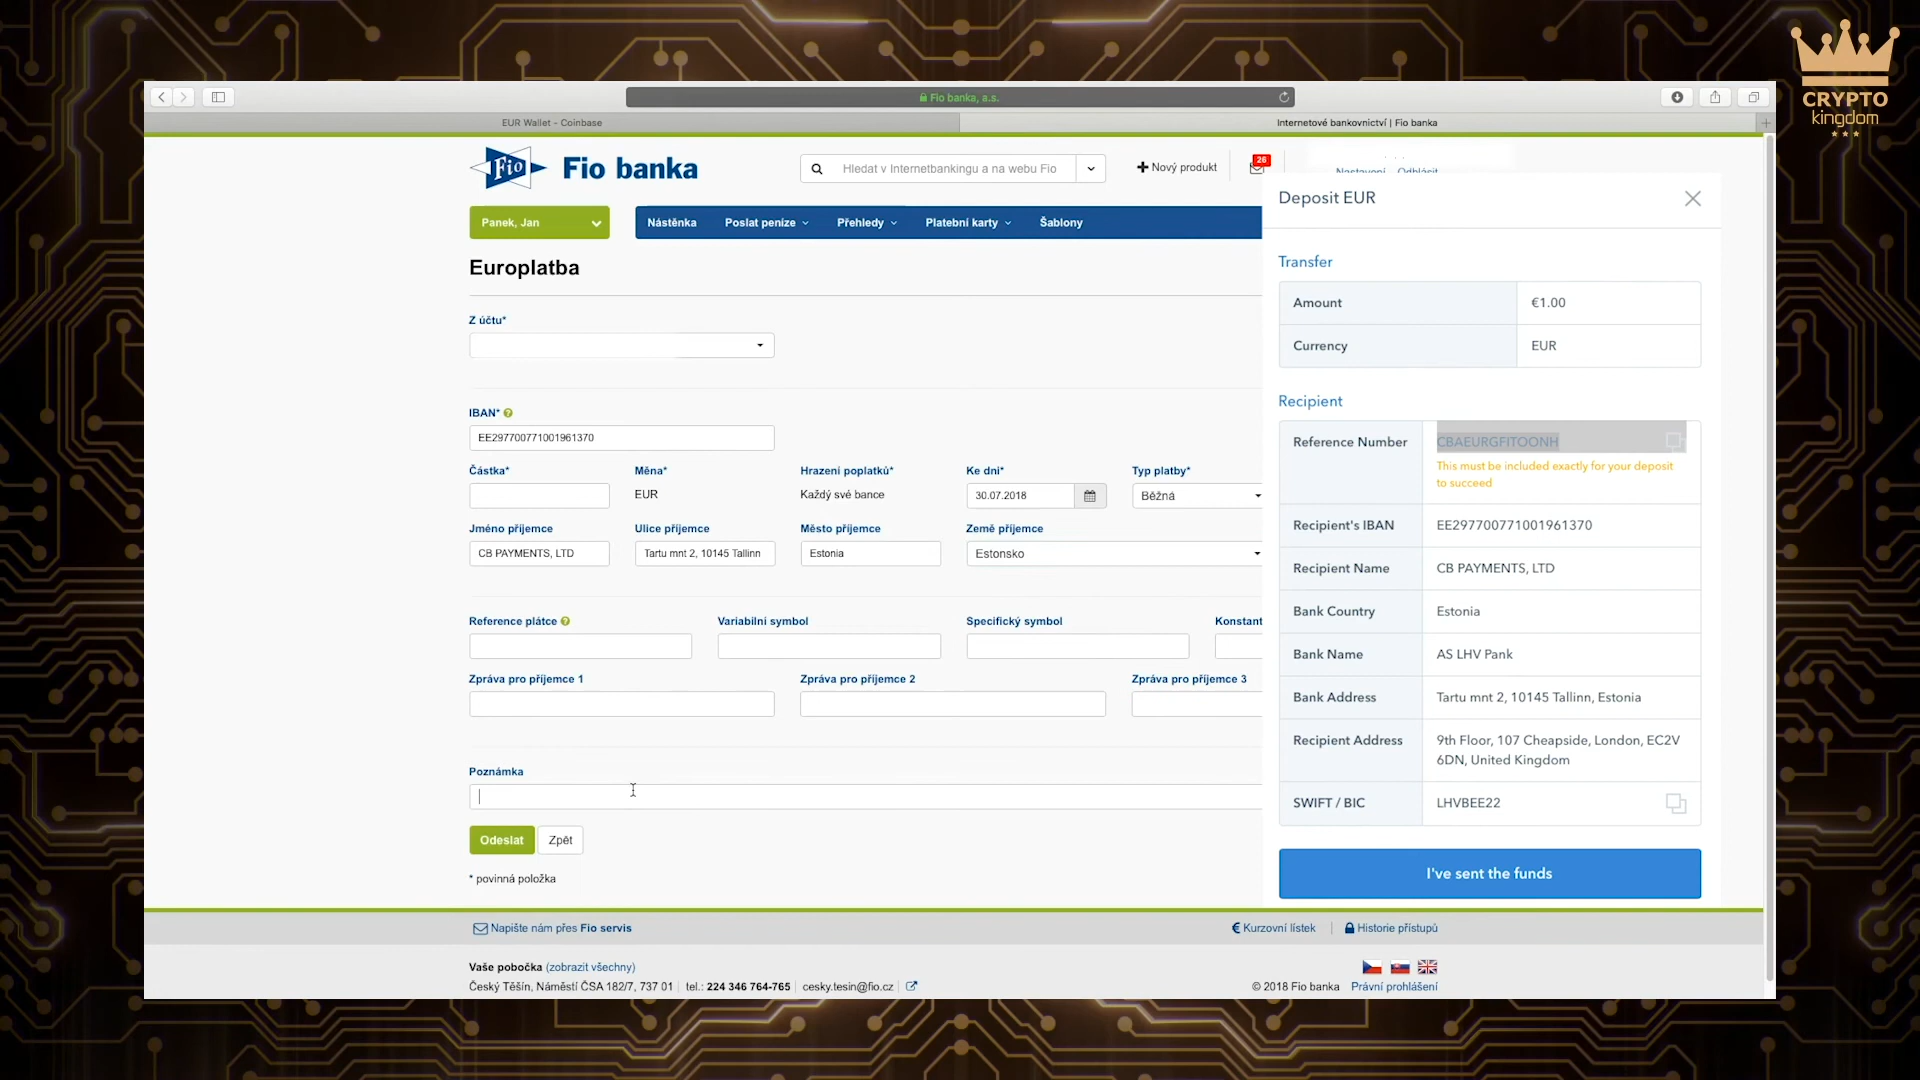 CRYPTO
kingdom
Fio banka, a.s.
EUR Wallet - Coinbase
Internetové bankovnictví | Fio banka
Fio
Fio banka
Hledat v Internetbankingu a na webu Fio
Nový produkt
26
Nastavení Odhlásit
Panek, Jan
Nástěnka
Poslat peníze
Přehledy
Platební karty
Šablony
Europlatba
Z účtu*
IBAN*
EE297700771001961370
Částka*
Měna*
Hrazení poplatků*
Ke dni*
Typ platby*
EUR
Každý své bance
30.07.2018
Běžná
Jméno příjemce
Ulice příjemce
Město příjemce
Země příjemce
CB PAYMENTS, LTD
Tartu mnt 2, 10145 Tallinn
Estonia
Estonsko
Reference plátce
Variabilní symbol
Specifický symbol
Konstant
Zpráva pro příjemce 1
Zpráva pro příjemce 2
Zpráva pro příjemce 3
Poznámka
Odeslat
Zpět
* povinná položka
Deposit EUR
Transfer
Amount €1.00
Currency EUR
Recipient
Reference Number CBAEURGFITOONH
This must be included exactly for your deposit
to succeed
Recipient's IBAN EE297700771001961370
Recipient Name CB PAYMENTS, LTD
Bank Country Estonia
Bank Name AS LHV Pank
Bank Address Tartu mnt 2, 10145 Tallinn, Estonia
Recipient Address 9th Floor, 107 Cheapside, London, EC2V
6DN, United Kingdom
SWIFT / BIC LHVBEE22
I've sent the funds
Napište nám přes Fio servis
Kurzovní lístek
Historie přístupů
Vaše pobočka (zobrazit všechny)
Český Těšín, Náměstí ČSA 182/7, 737 01 tel.: 224 346 764-765 cesky.tesin@fio.cz
© 2018 Fio banka Právní prohlášení